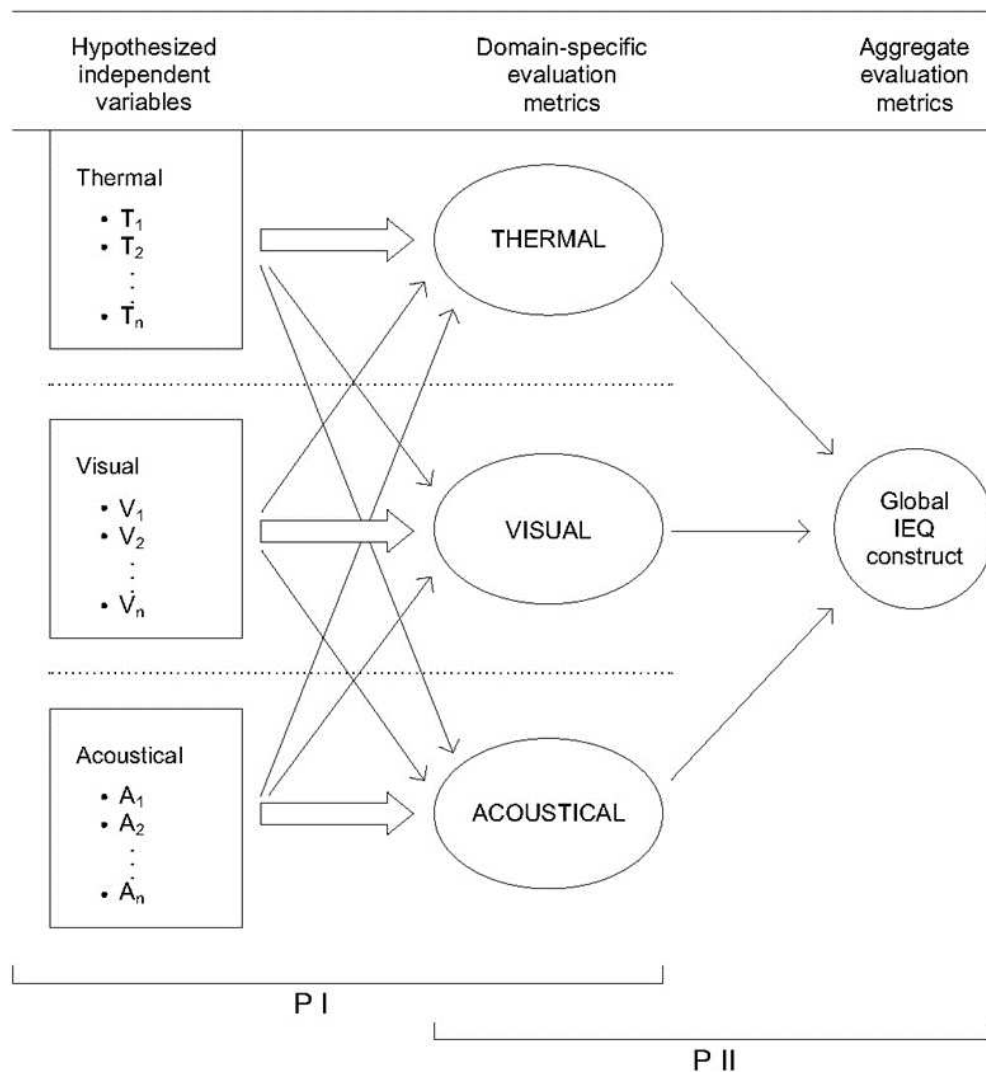 Hypothesized
independent
variables
Domain-specific
evaluation
metrics
Aggregate
evaluation
metrics
Thermal
• T₁
• T₂
⋮
• Tₙ
THERMAL
Visual
• V₁
• V₂
⋮
• Vₙ
VISUAL
Global
IEQ
construct
Acoustical
• A₁
• A₂
⋮
• Aₙ
ACOUSTICAL
P I
P II